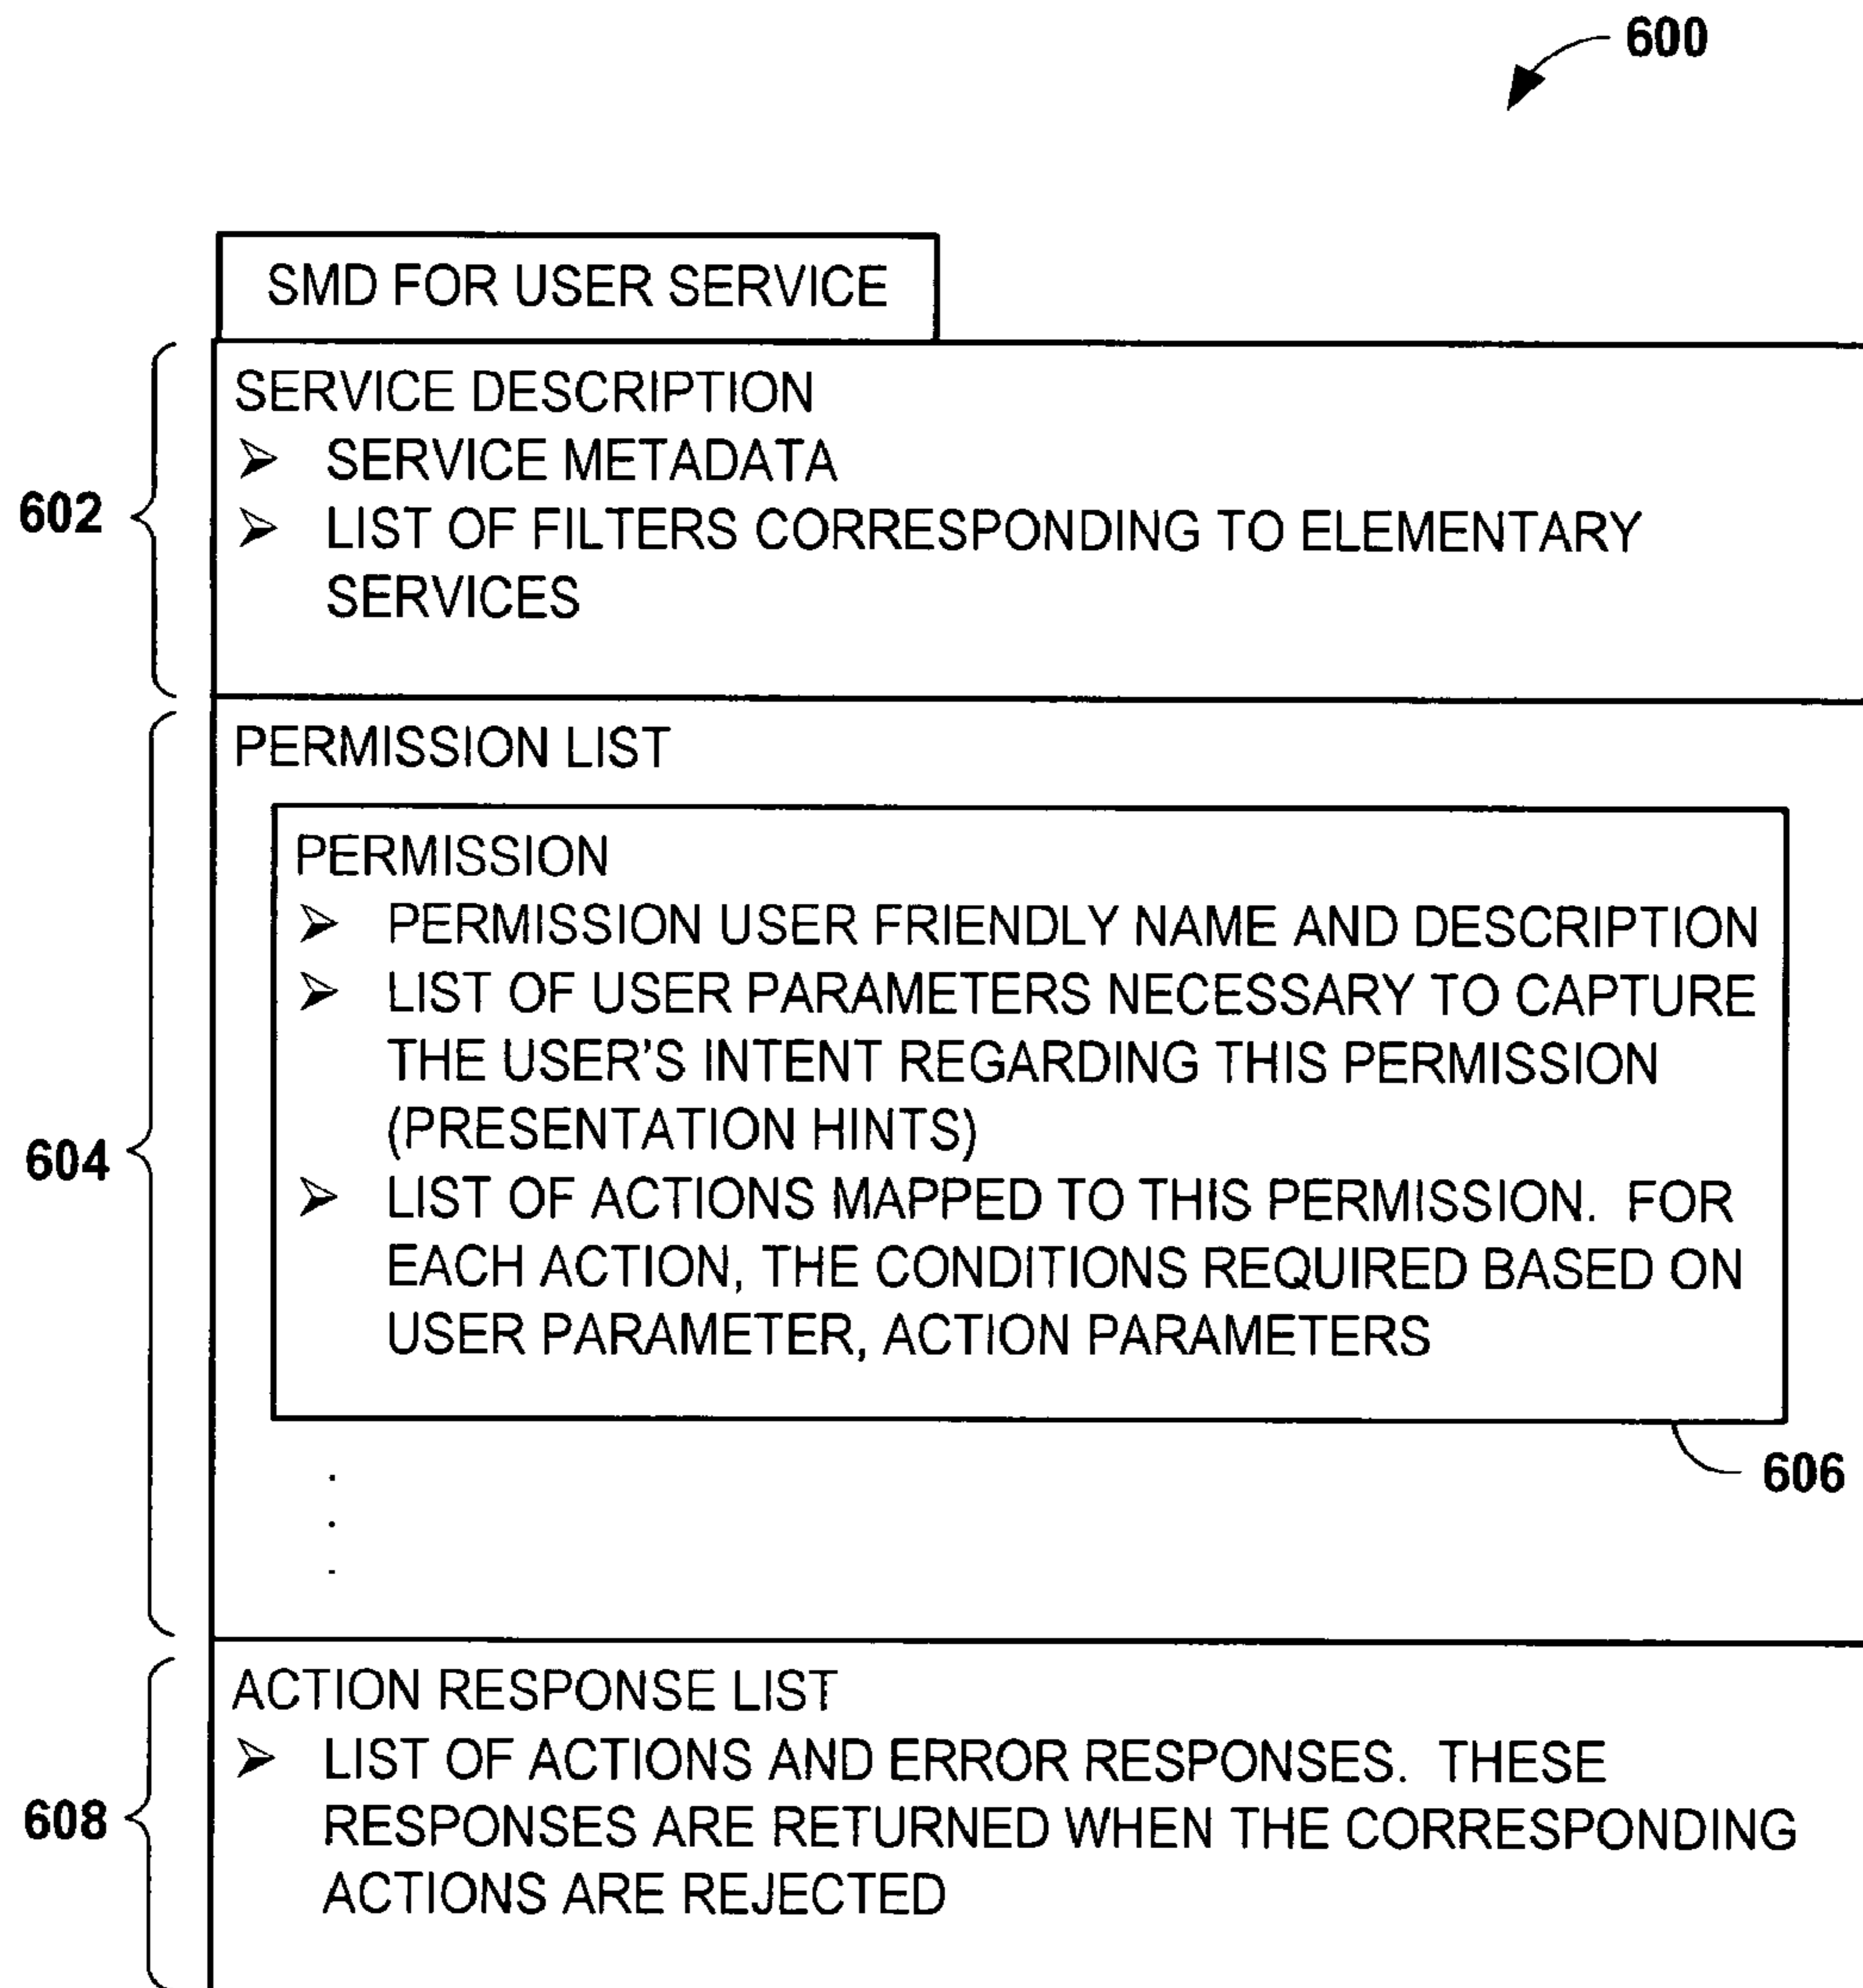 600
SMD FOR USER SERVICE
602
SERVICE DESCRIPTION
➢ SERVICE METADATA
➢ LIST OF FILTERS CORRESPONDING TO ELEMENTARY
SERVICES
604
PERMISSION LIST
PERMISSION
➢ PERMISSION USER FRIENDLY NAME AND DESCRIPTION
➢ LIST OF USER PARAMETERS NECESSARY TO CAPTURE
THE USER'S INTENT REGARDING THIS PERMISSION
(PRESENTATION HINTS)
➢ LIST OF ACTIONS MAPPED TO THIS PERMISSION. FOR
EACH ACTION, THE CONDITIONS REQUIRED BASED ON
USER PARAMETER, ACTION PARAMETERS
606
.
.
.
608
ACTION RESPONSE LIST
➢ LIST OF ACTIONS AND ERROR RESPONSES. THESE
RESPONSES ARE RETURNED WHEN THE CORRESPONDING
ACTIONS ARE REJECTED